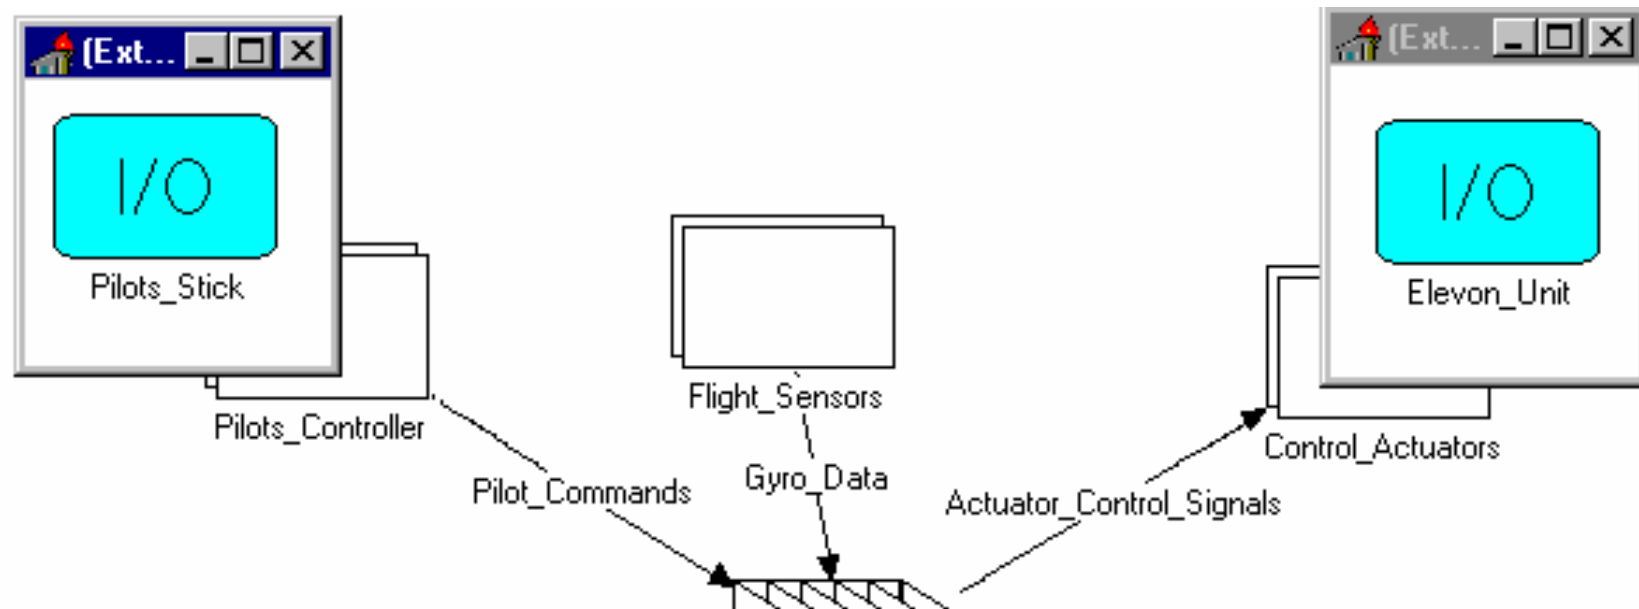 (Ext...
(Ext...
I/O
I/O
Pilots_Stick
Elevon_Unit
Flight_Sensors
Pilots_Controller
Control_Actuators
Gyro_Data
Pilot_Commands
Actuator_Control_Signals